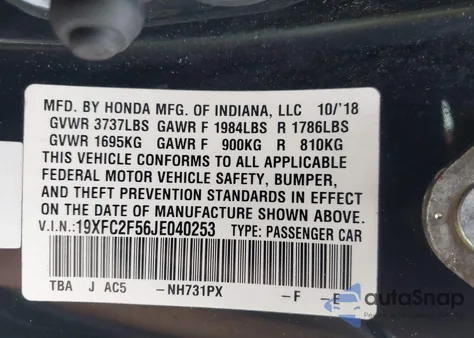 MFD. BY HONDA MFG. OF INDIANA, LLC 10/'18
GVWR 3737LBS GAWR F 1984LBS R 1786LBS
GVWR 1695KG GAWR F 900KG R 810KG
THIS VEHICLE CONFORMS TO ALL APPLICABLE
FEDERAL MOTOR VEHICLE SAFETY, BUMPER,
AND THEFT PREVENTION STANDARDS IN EFFECT
ON THE DATE OF MANUFACTURE SHOWN ABOVE.
V.I.N.:19XFC2F56JE040253 TYPE: PASSENGER CAR
TBA J AC5 -NH731PX -F -E
autoSnap